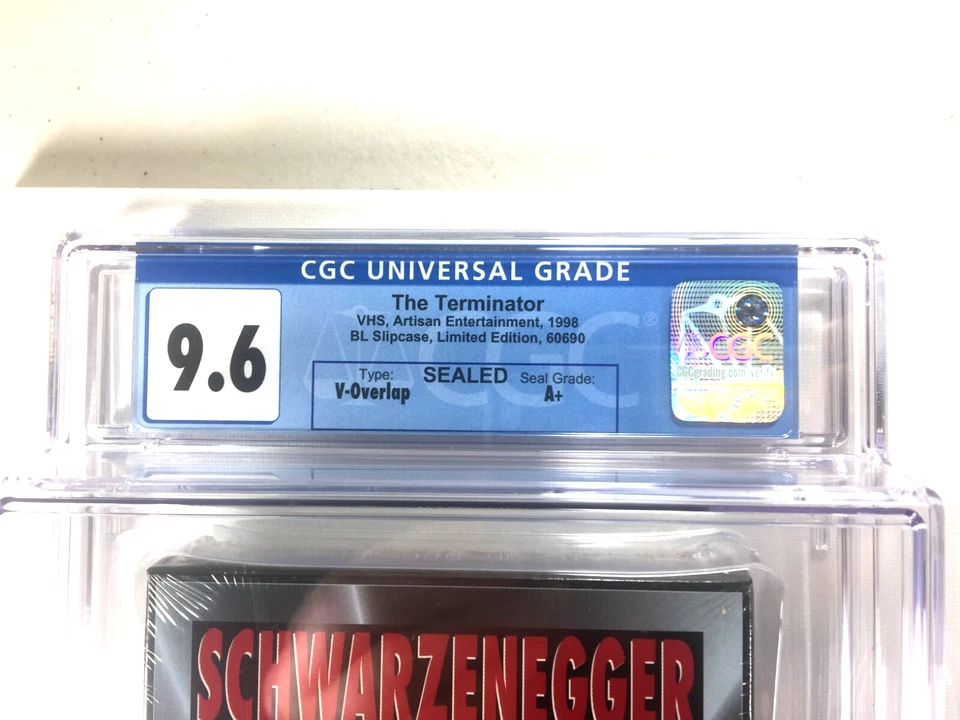 CGC UNIVERSAL GRADE
9.6
The Terminator
VHS, Artisan Entertainment, 1998
BL Slipcase, Limited Edition, 60690
SEALED
Type:
V-Overlap
Seal Grade:
A+
CGC
CGC
CGCgrading.com
SCHWARZENEGGER